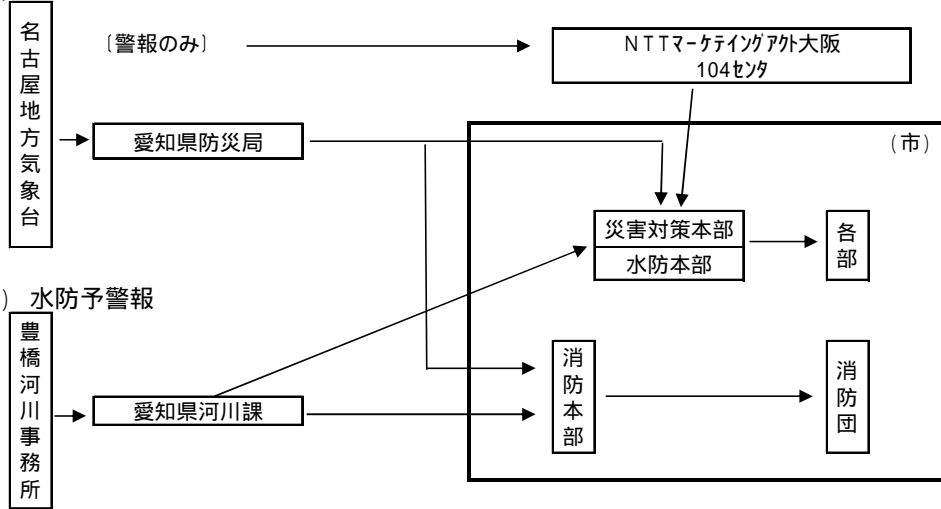 名古屋地方気象台
〔警報のみ〕
NTTマーケテイングアクト大阪
104センタ
愛知県防災局
(市)
災害対策本部
水防本部
各部
) 水防予警報
豊橋河川事務所
愛知県河川課
消防本部
消防団